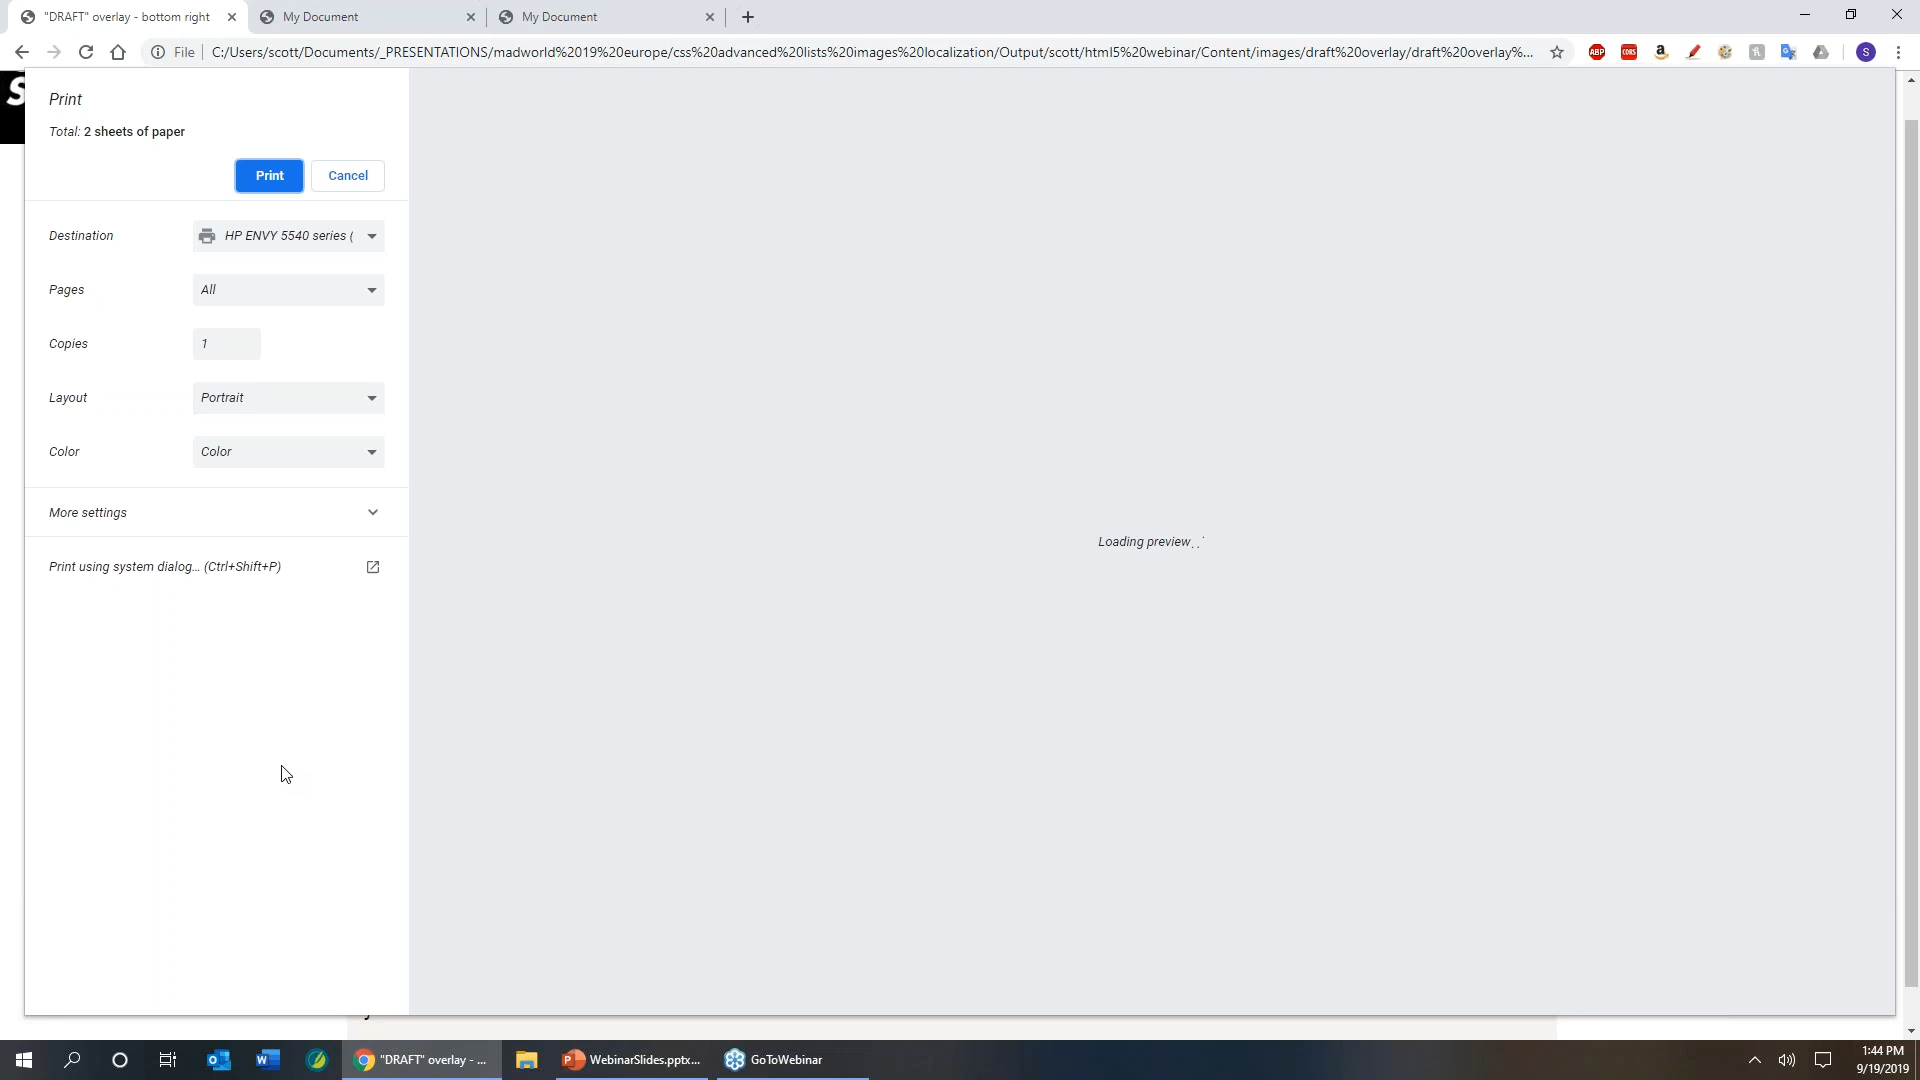 "DRAFT" overlay - bottom right
My Document
My Document
File
C:/Users/scott/Documents/_PRESENTATIONS/madworld%2019%20europe/css%20advanced%20lists%20images%20localization/Output/scott/html5%20webinar/Content/images/draft%20overlay/draft%20overlay%...
ABP
CORS
a
S
S
Print
Total: 2 sheets of paper
Print
Cancel
Destination
HP ENVY 5540 series (
Pages
All
Copies
1
Layout
Portrait
Color
Color
More settings
Print using system dialog... (Ctrl+Shift+P)
Loading preview...
"DRAFT" overlay - ...
WebinarSlides.pptx...
GoToWebinar
1:44 PM
9/19/2019